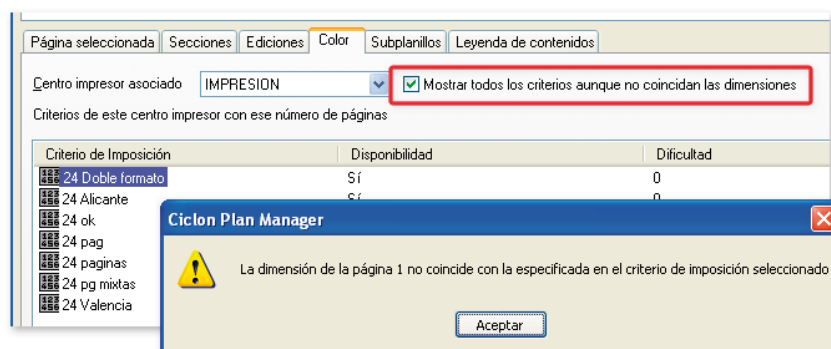 Página seleccionada Secciones Ediciones Color Subplanillos Leyenda de contenidos
Centro impresor asociado IMPRESION Mostrar todos los criterios aunque no coincidan las dimensiones
Criterios de este centro impresor con ese número de páginas
Criterio de Imposición Disponibilidad Dificultad
24 Doble formato Sí 0
24 Alicante Sí 0
24 ok
24 pag
24 paginas
24 pg mixtas
24 Valencia
Ciclon Plan Manager
La dimensión de la página 1 no coincide con la especificada en el criterio de imposición seleccionado
Aceptar